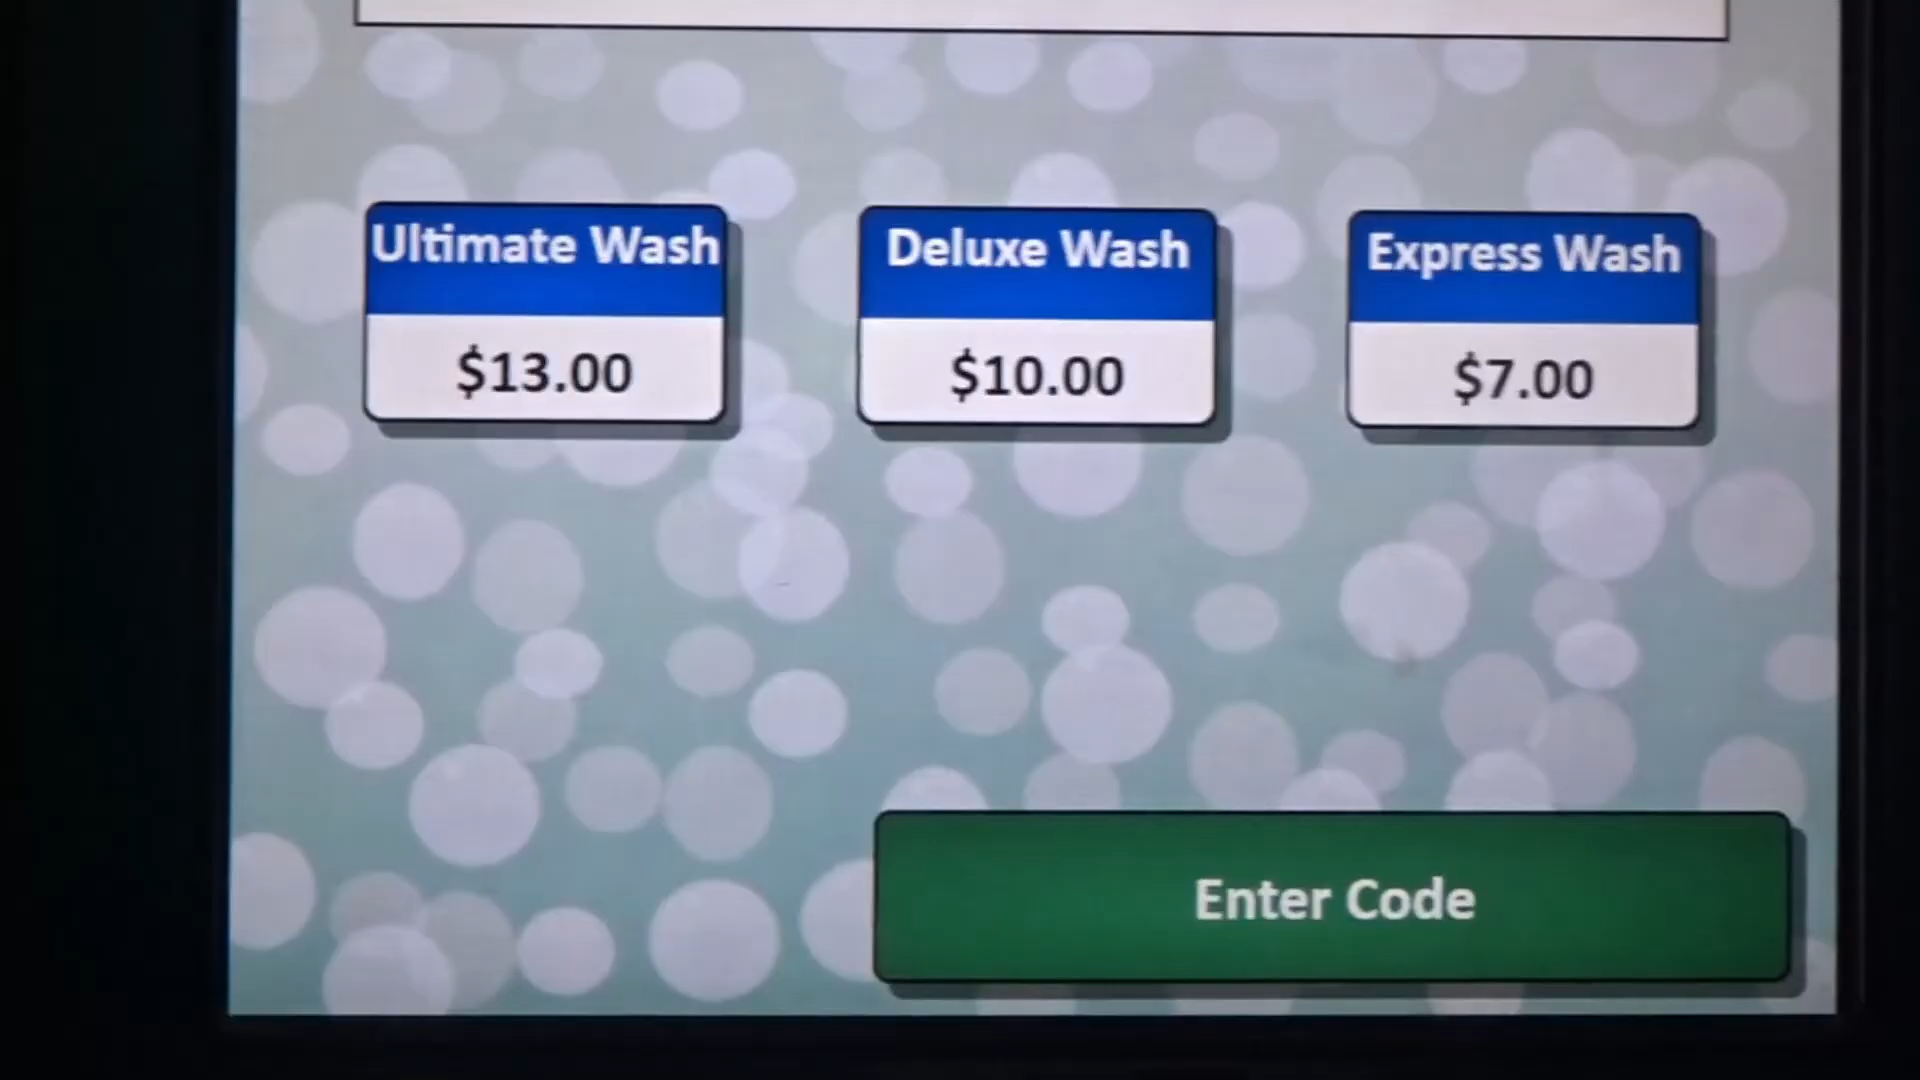 Ultimate Wash
$13.00
Deluxe Wash
$10.00
Express Wash
$7.00
Enter Code